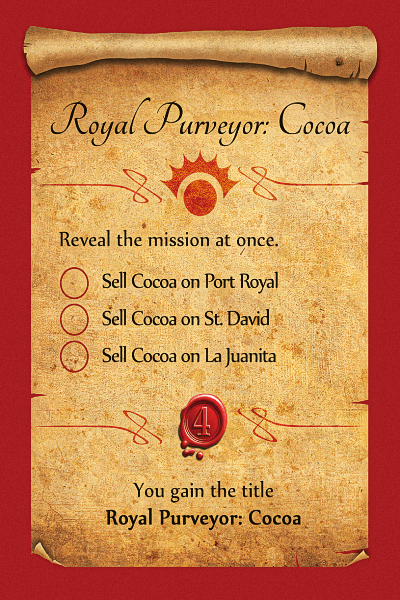 Royal Purveyor: Cocoa
Reveal the mission at once.
Sell Cocoa on Port Royal
Sell Cocoa on St. David
Sell Cocoa on La Juanita
4
You gain the title
Royal Purveyor: Cocoa